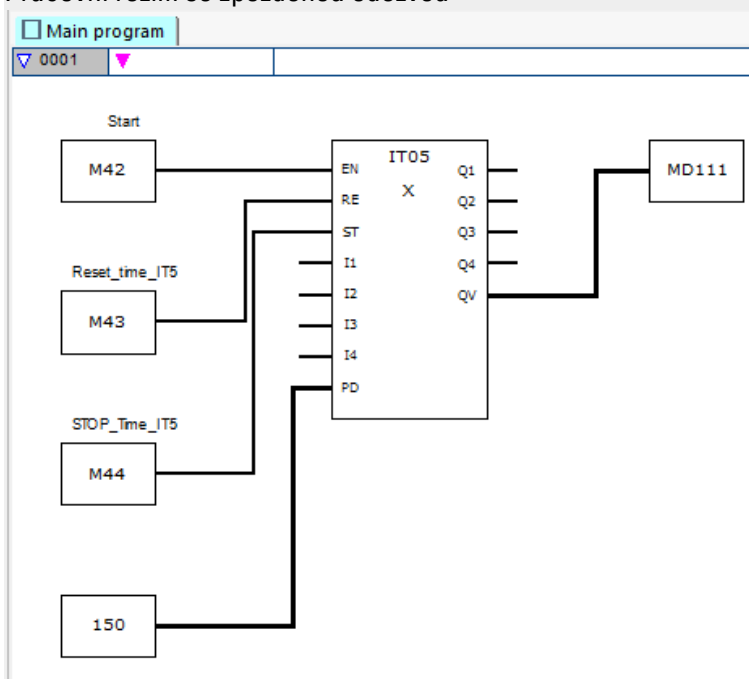 Main program
0001
Start
M42
IT05
X
EN
RE
ST
I1
I2
I3
I4
PD
Q1
Q2
Q3
Q4
QV
MD111
Reset_time_IT5
M43
STOP_Time_IT5
M44
150